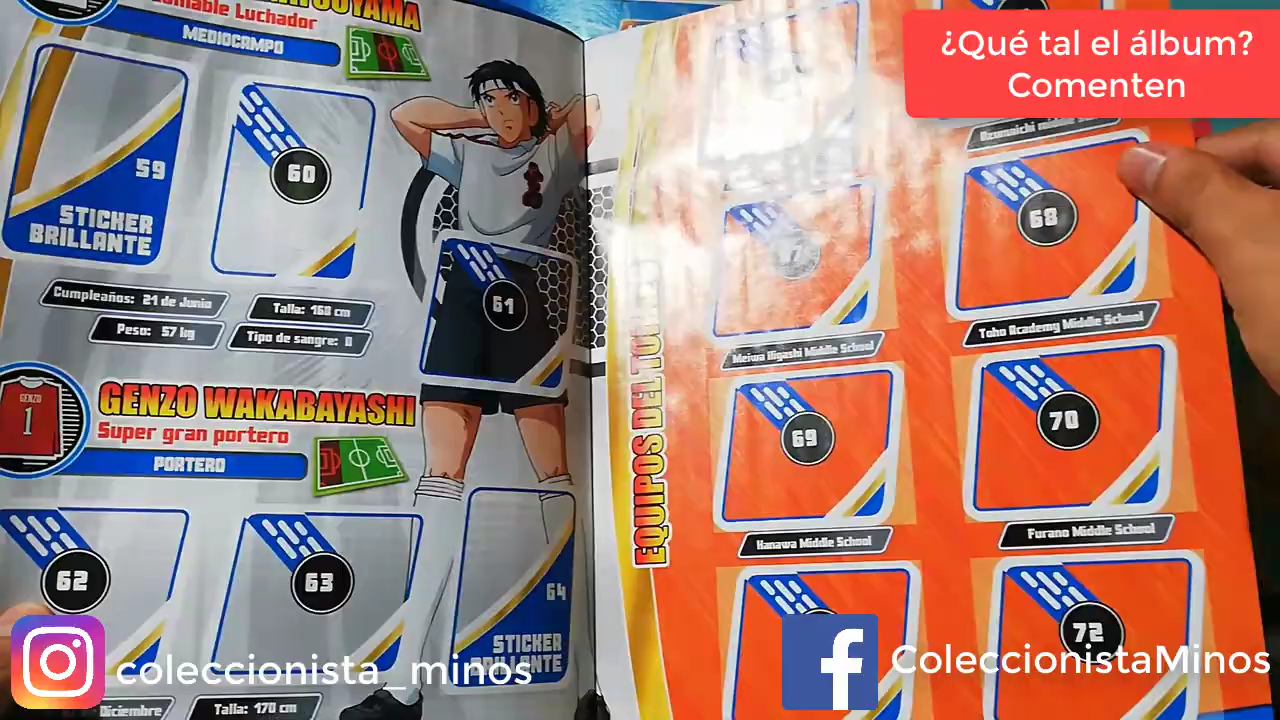 Luchador
MEDIOCAMPO
59
STICKER
BRILLANTE
60
61
Cumpleaños: 21 de Junio
Talla: 168 cm
Peso: 57 kg
Tipo de sangre: B
GENZO
1
GENZO WAKABAYASHI
Super gran portero
PORTERO
62
63
64
STICKER
BRILLANTE
Diciembre
Talla: 170 cm
¿Qué tal el álbum?
Comenten
EQUIPOS DEL
68
Meiwa Higashi Middle School
Toho Academy Middle School
69
70
Hanawa Middle School
Furano Middle School
72
coleccionista_minos
ColeccionistaMinos